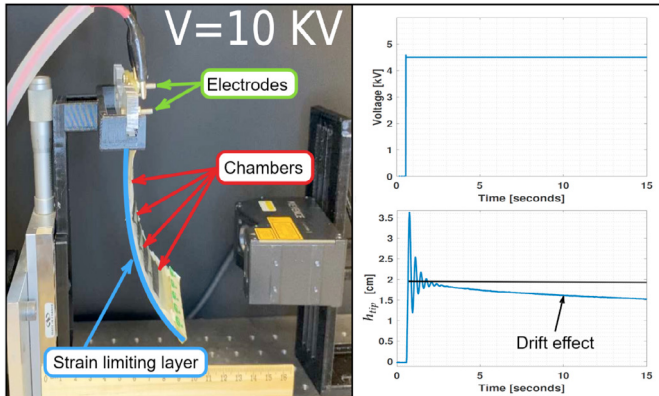 V=10 KV
Electrodes
Chambers
Strain limiting layer
Voltage [kV]
6
5
4
3
2
1
0
0
5
10
15
Time [seconds]
h_tip [cm]
3.5
3
2.5
2
1.5
1
0.5
0
Drift effect
0
5
10
15
Time [seconds]